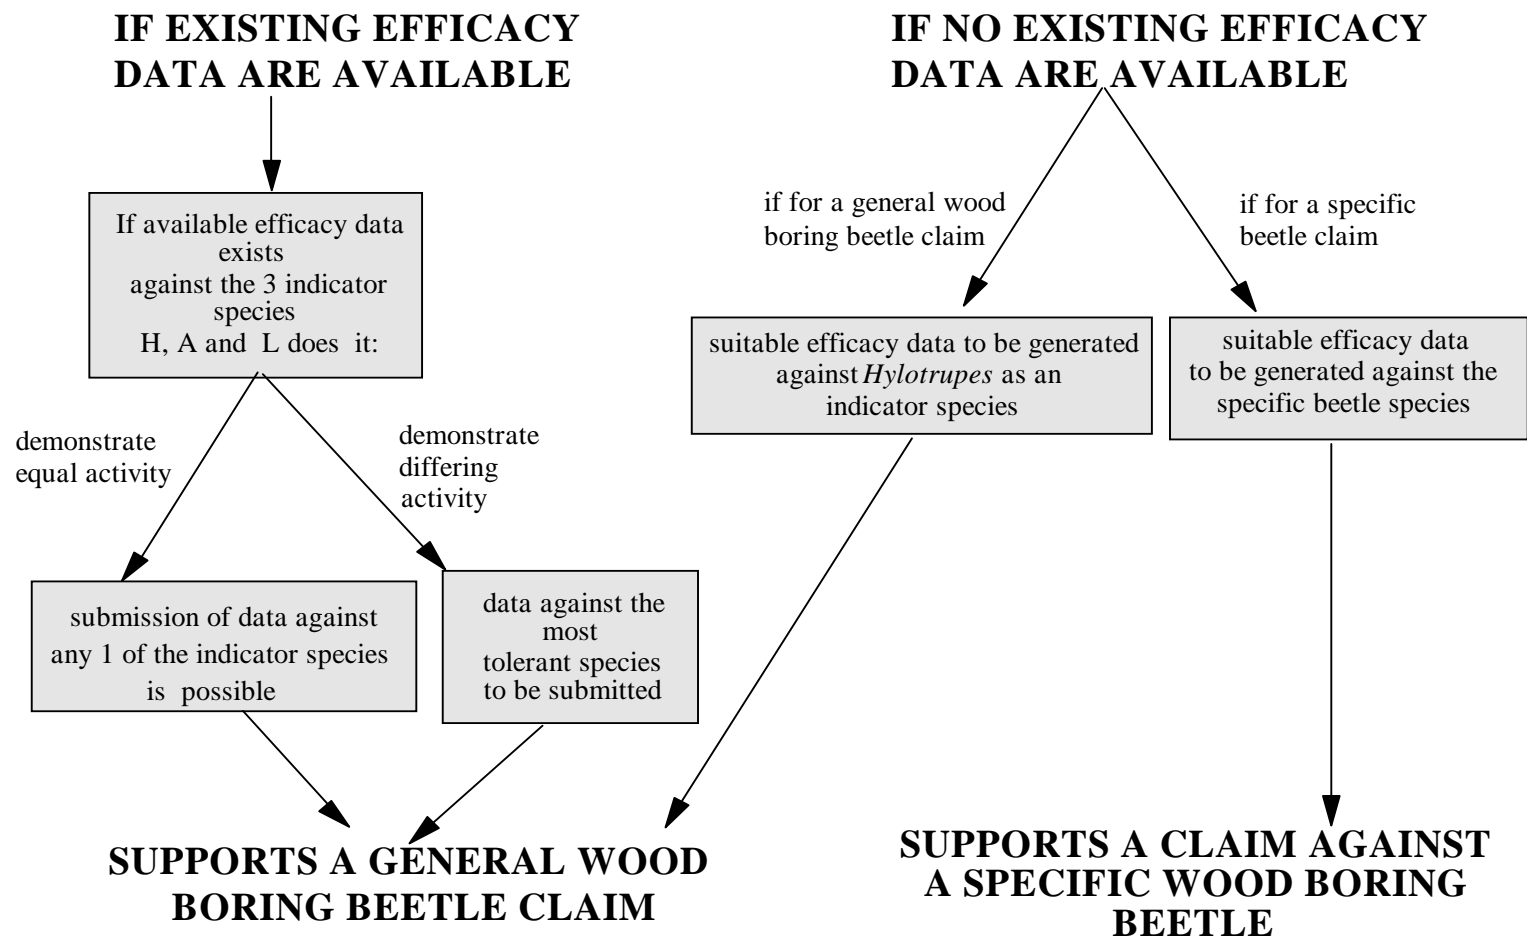 IF EXISTING EFFICACY
DATA ARE AVAILABLE
If available efficacy data
exists
against the 3 indicator
species
H, A and L does it:
demonstrate
equal activity
demonstrate
differing
activity
submission of data against
any 1 of the indicator species
is possible
data against the
most
tolerant species
to be submitted
IF NO EXISTING EFFICACY
DATA ARE AVAILABLE
if for a general wood
boring beetle claim
if for a specific
beetle claim
suitable efficacy data to be generated
against Hylotrupes as an
indicator species
suitable efficacy data
to be generated against the
specific beetle species
SUPPORTS A GENERAL WOOD
BORING BEETLE CLAIM
SUPPORTS A CLAIM AGAINST
A SPECIFIC WOOD BORING
BEETLE